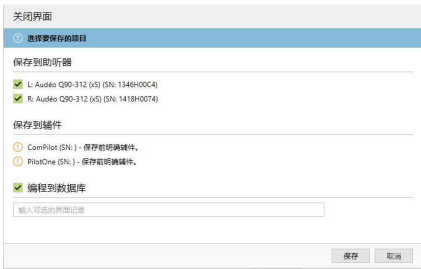 关闭界面
选择要保存的项目
保存到助听器
L: Audéo Q90-312 (xS) (SN: 1346H00C4)
R: Audéo Q90-312 (xS) (SN: 1418H0074)
保存到辅件
ComPilot (SN: ) - 保存前明确辅件。
PilotOne (SN: ) - 保存前明确辅件。
编程到数据库
输入可选的界面记录
保存 取消